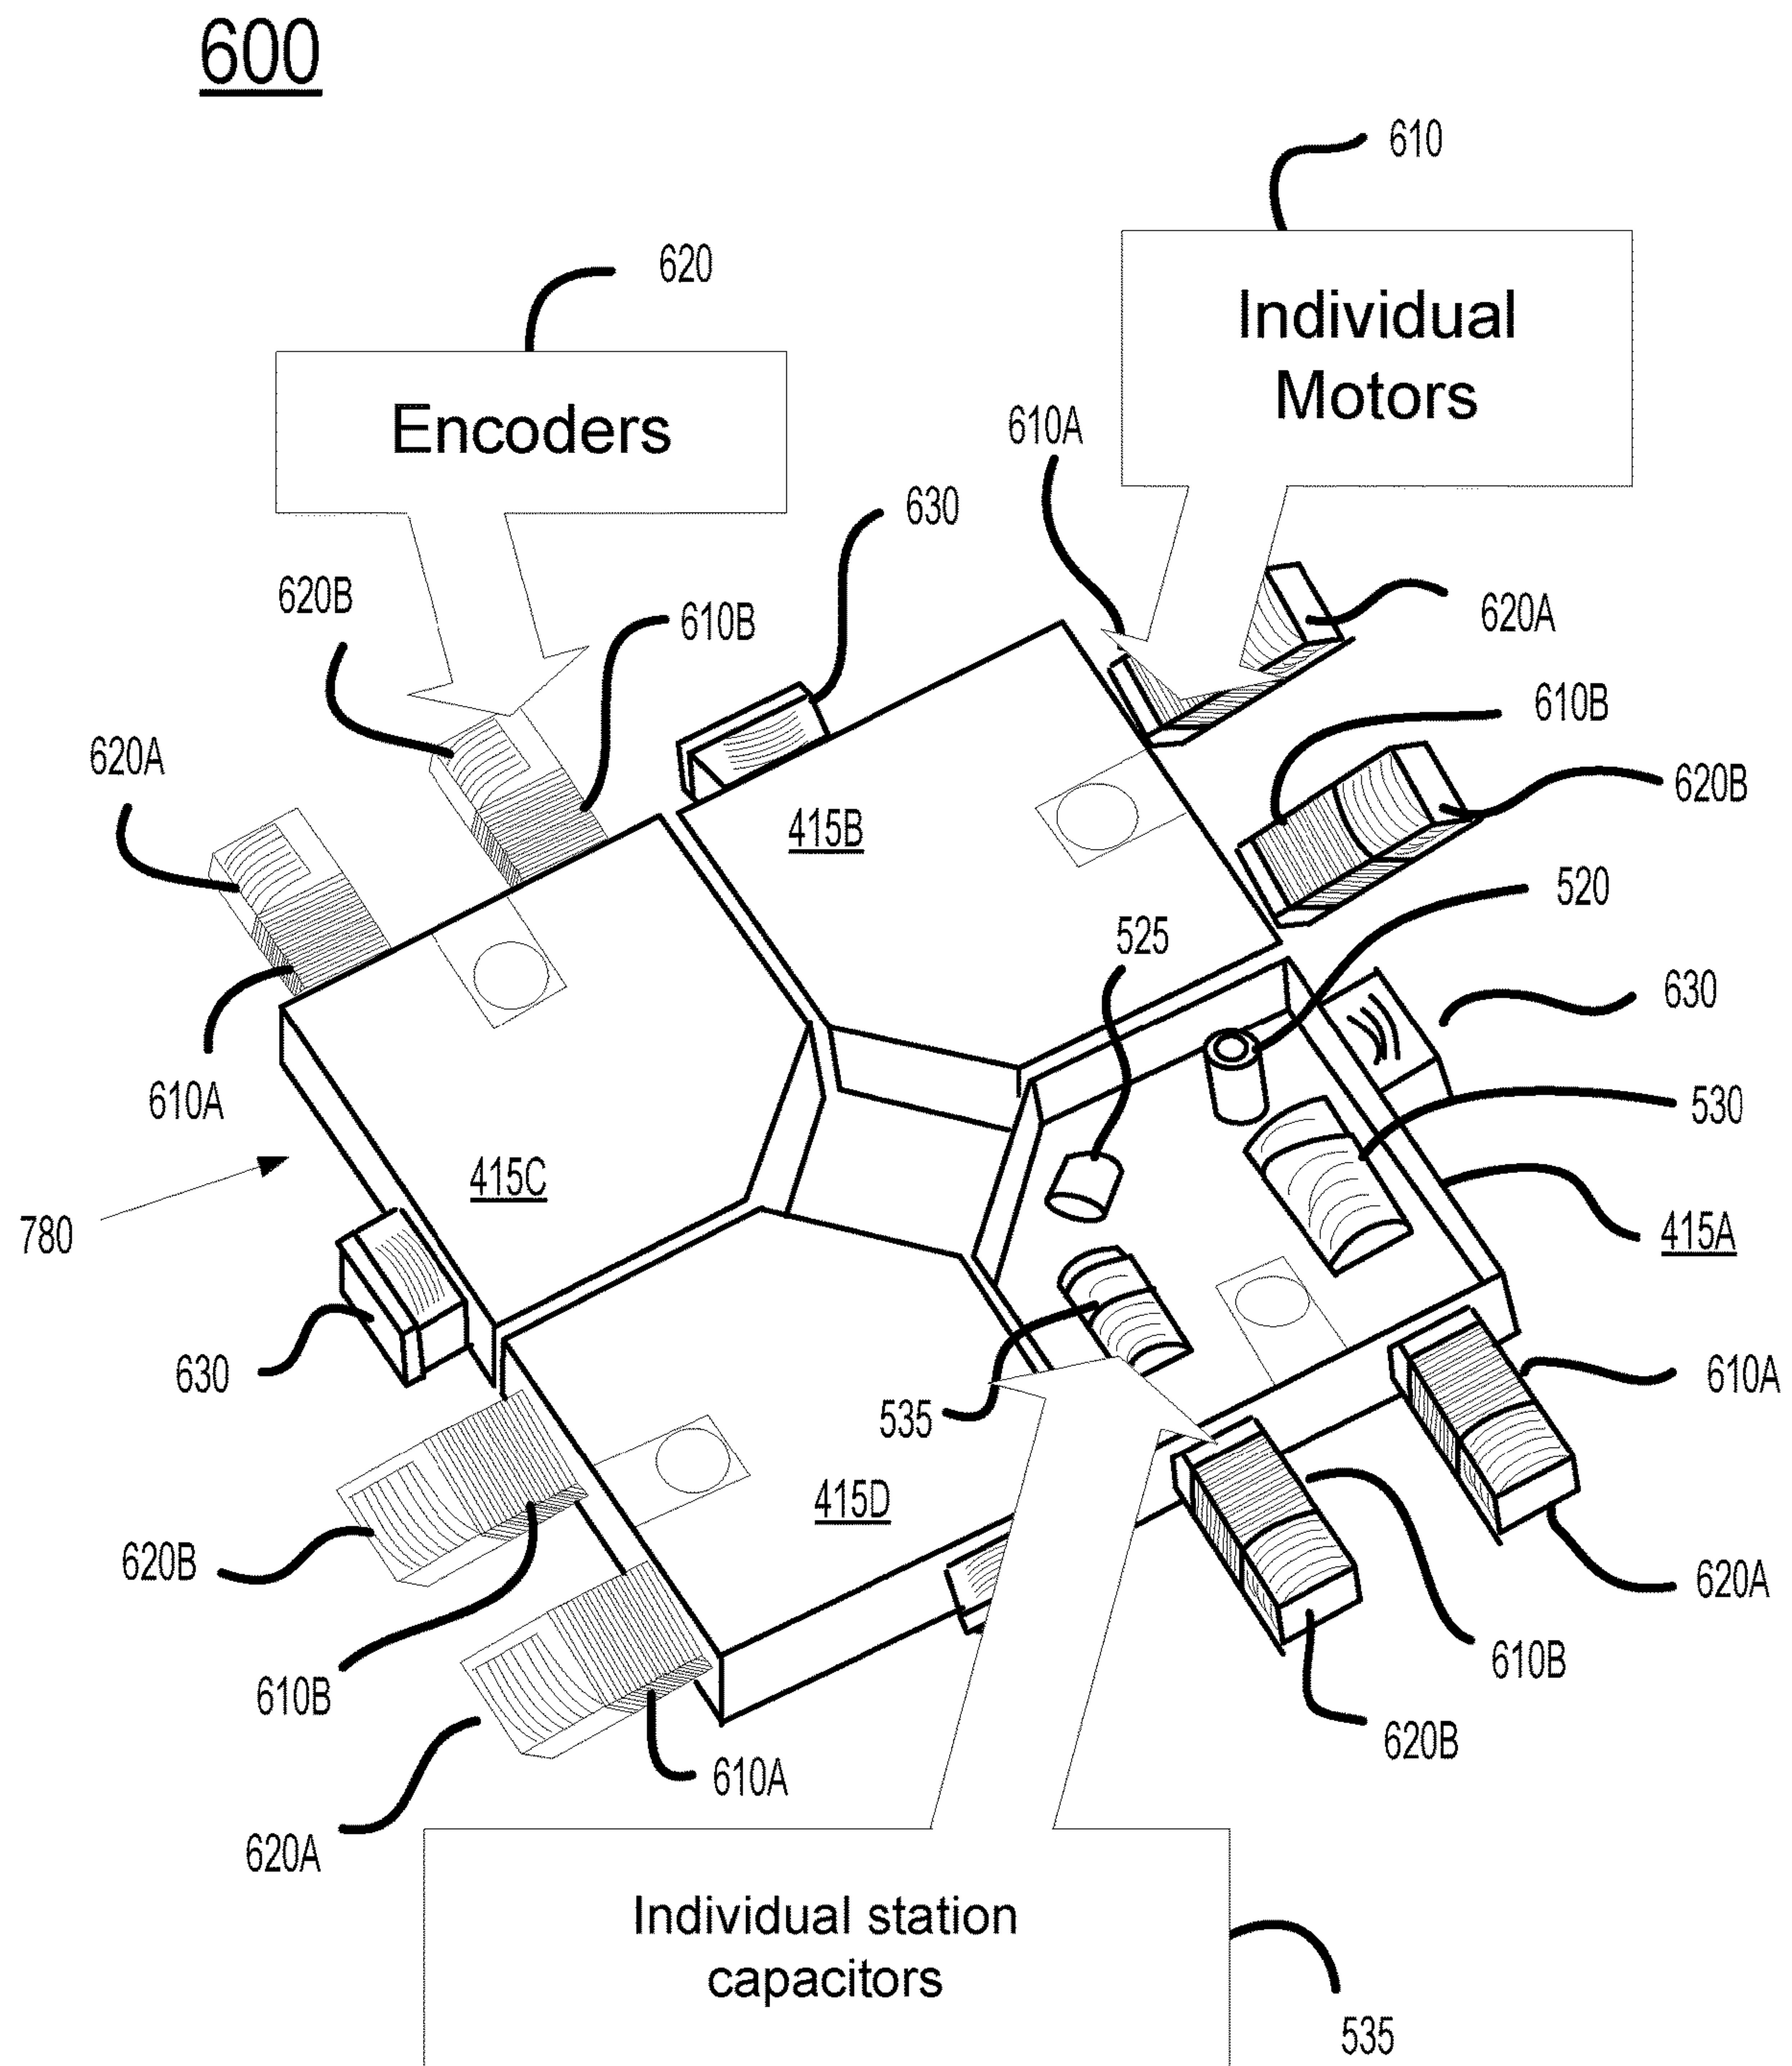 600
610
Individual
Motors
620
Encoders
610A
630
620B
610B
620A
610B
620A
620B
415B
520
525
630
610A
530
415C
415A
780
630
535
610A
415D
620B
620A
610B
610B
620B
610A
620A
Individual station
capacitors
535